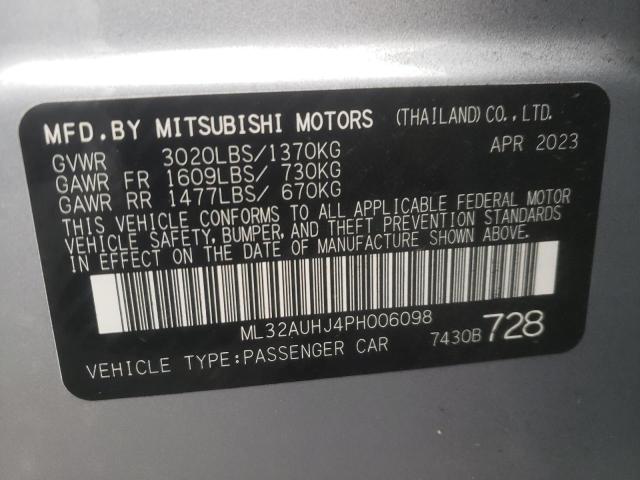 MFD.BY MITSUBISHI MOTORS (THAILAND)CO.,LTD.
GVWR 3020LBS/1370KG APR 2023
GAWR FR 1609LBS/ 730KG
GAWR RR 1477LBS/ 670KG
THIS VEHICLE CONFORMS TO ALL APPLICABLE FEDERAL MOTOR
VEHICLE SAFETY, BUMPER, AND THEFT PREVENTION STANDARDS
IN EFFECT ON THE DATE OF MANUFACTURE SHOWN ABOVE.
ML32AUHJ4PH006098
VEHICLE TYPE:PASSENGER CAR 7430B 728